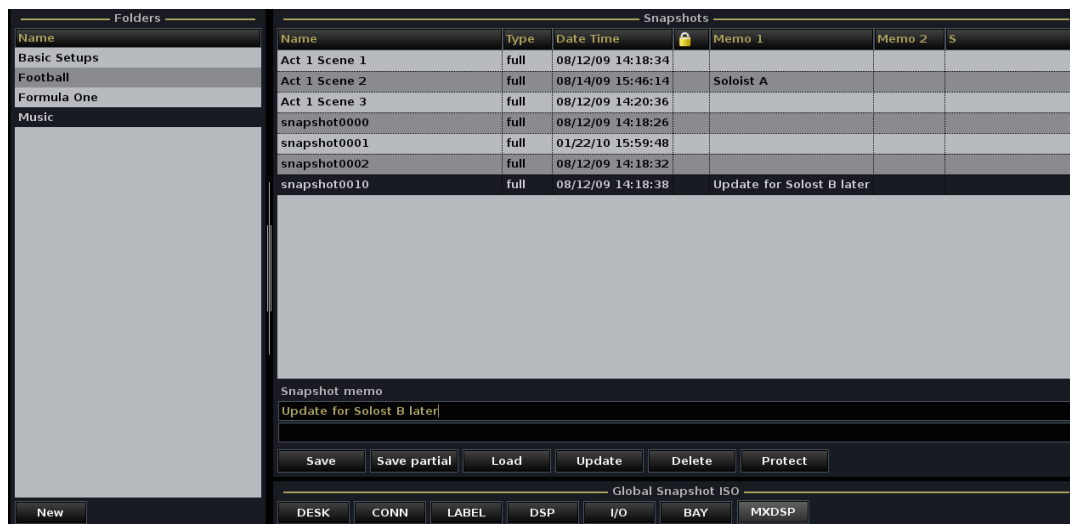 Folders
Name
Basic Setups
Football
Formula One
Music
New
Snapshots
Name Type Date Time Memo 1 Memo 2 S
Act 1 Scene 1 full 08/12/09 14:18:34
Act 1 Scene 2 full 08/14/09 15:46:14 Soloist A
Act 1 Scene 3 full 08/12/09 14:20:36
snapshot0000 full 08/12/09 14:18:26
snapshot0001 full 01/22/10 15:59:48
snapshot0002 full 08/12/09 14:18:32
snapshot0010 full 08/12/09 14:18:38 Update for Solost B later
Snapshot memo
Update for Solost B later
Save Save partial Load Update Delete Protect
Global Snapshot ISO
DESK CONN LABEL DSP I/O BAY MXDSP